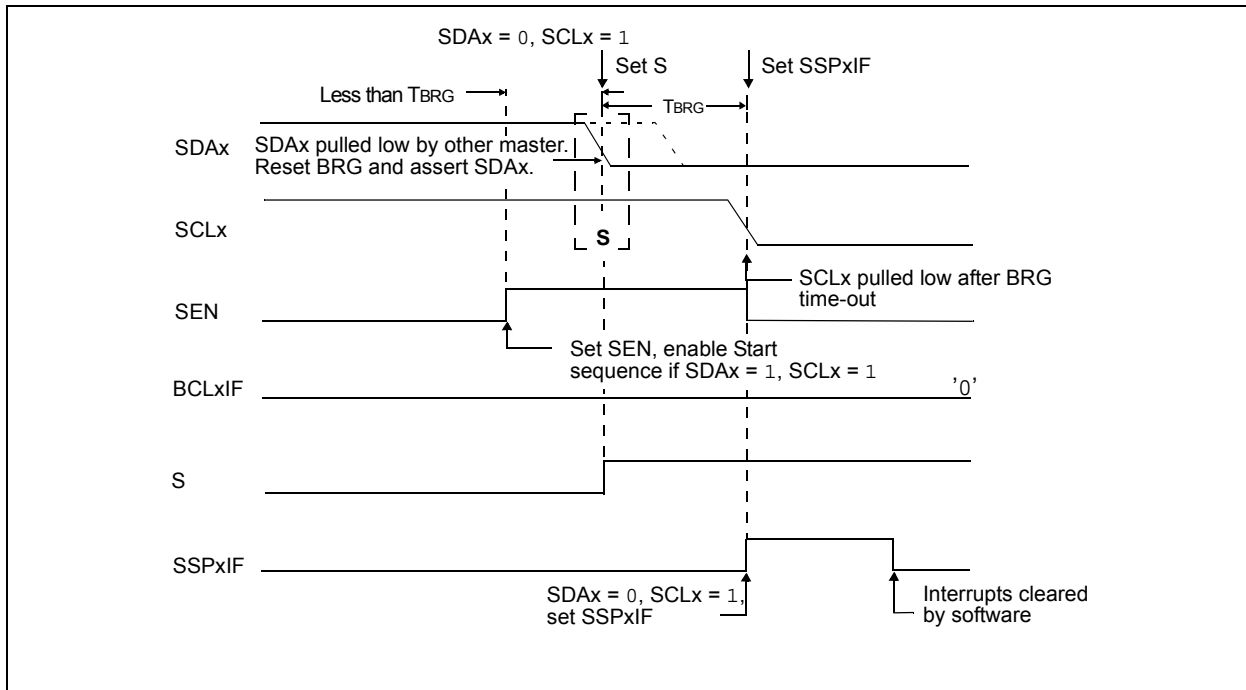 SDAx = 0, SCLx = 1
Set S
Set SSPxIF
Less than TBRG
TBRG
SDAx
SDAx pulled low by other master.
Reset BRG and assert SDAx.
SCLx
S
SCLx pulled low after BRG
time-out
SEN
Set SEN, enable Start
sequence if SDAx = 1, SCLx = 1
BCLxIF
'0'
S
SSPxIF
SDAx = 0, SCLx = 1,
set SSPxIF
Interrupts cleared
by software